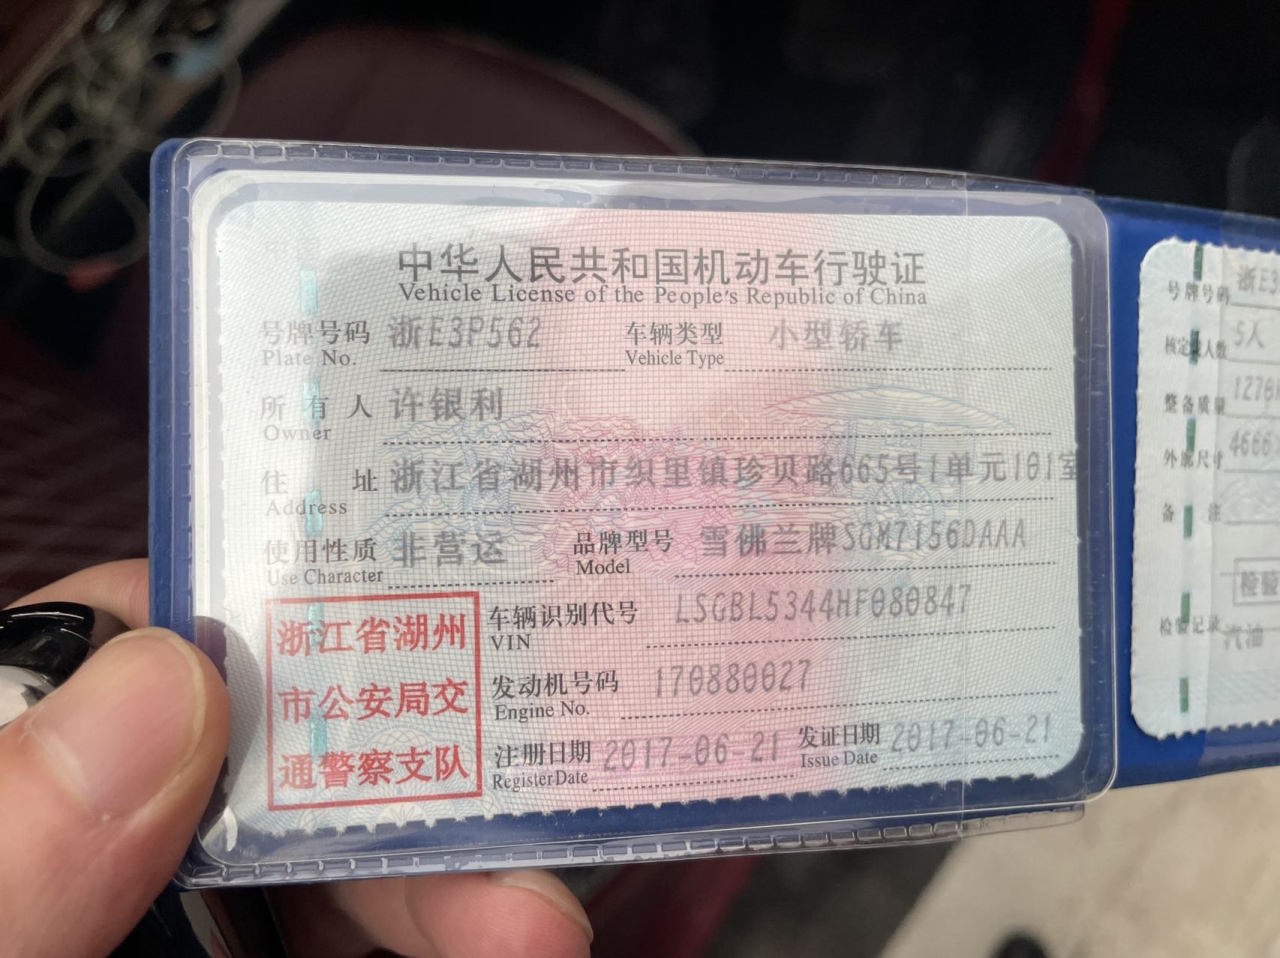 中华人民共和国机动车行驶证
Vehicle License of the People's Republic of China
号牌号码 浙E3P562 车辆类型 小型轿车
Plate No. Vehicle Type
所有人 许银利
Owner
住址 浙江省湖州市织里镇珍贝路665号1单元101室
Address
使用性质 非营运 品牌型号 雪佛兰牌SGM7156DAAA
Use Character Model
浙江省湖州
市公安局交
通警察支队
车辆识别代号 LSGBL5344HF080847
VIN
发动机号码 170880027
Engine No.
注册日期 2017-06-21 发证日期 2017-06-21
Register Date Issue Date
号牌号码 浙E3
核定 人数 5人
整备质量 1270
外廓尺寸 4666
备注
检验
检验记录 汽油